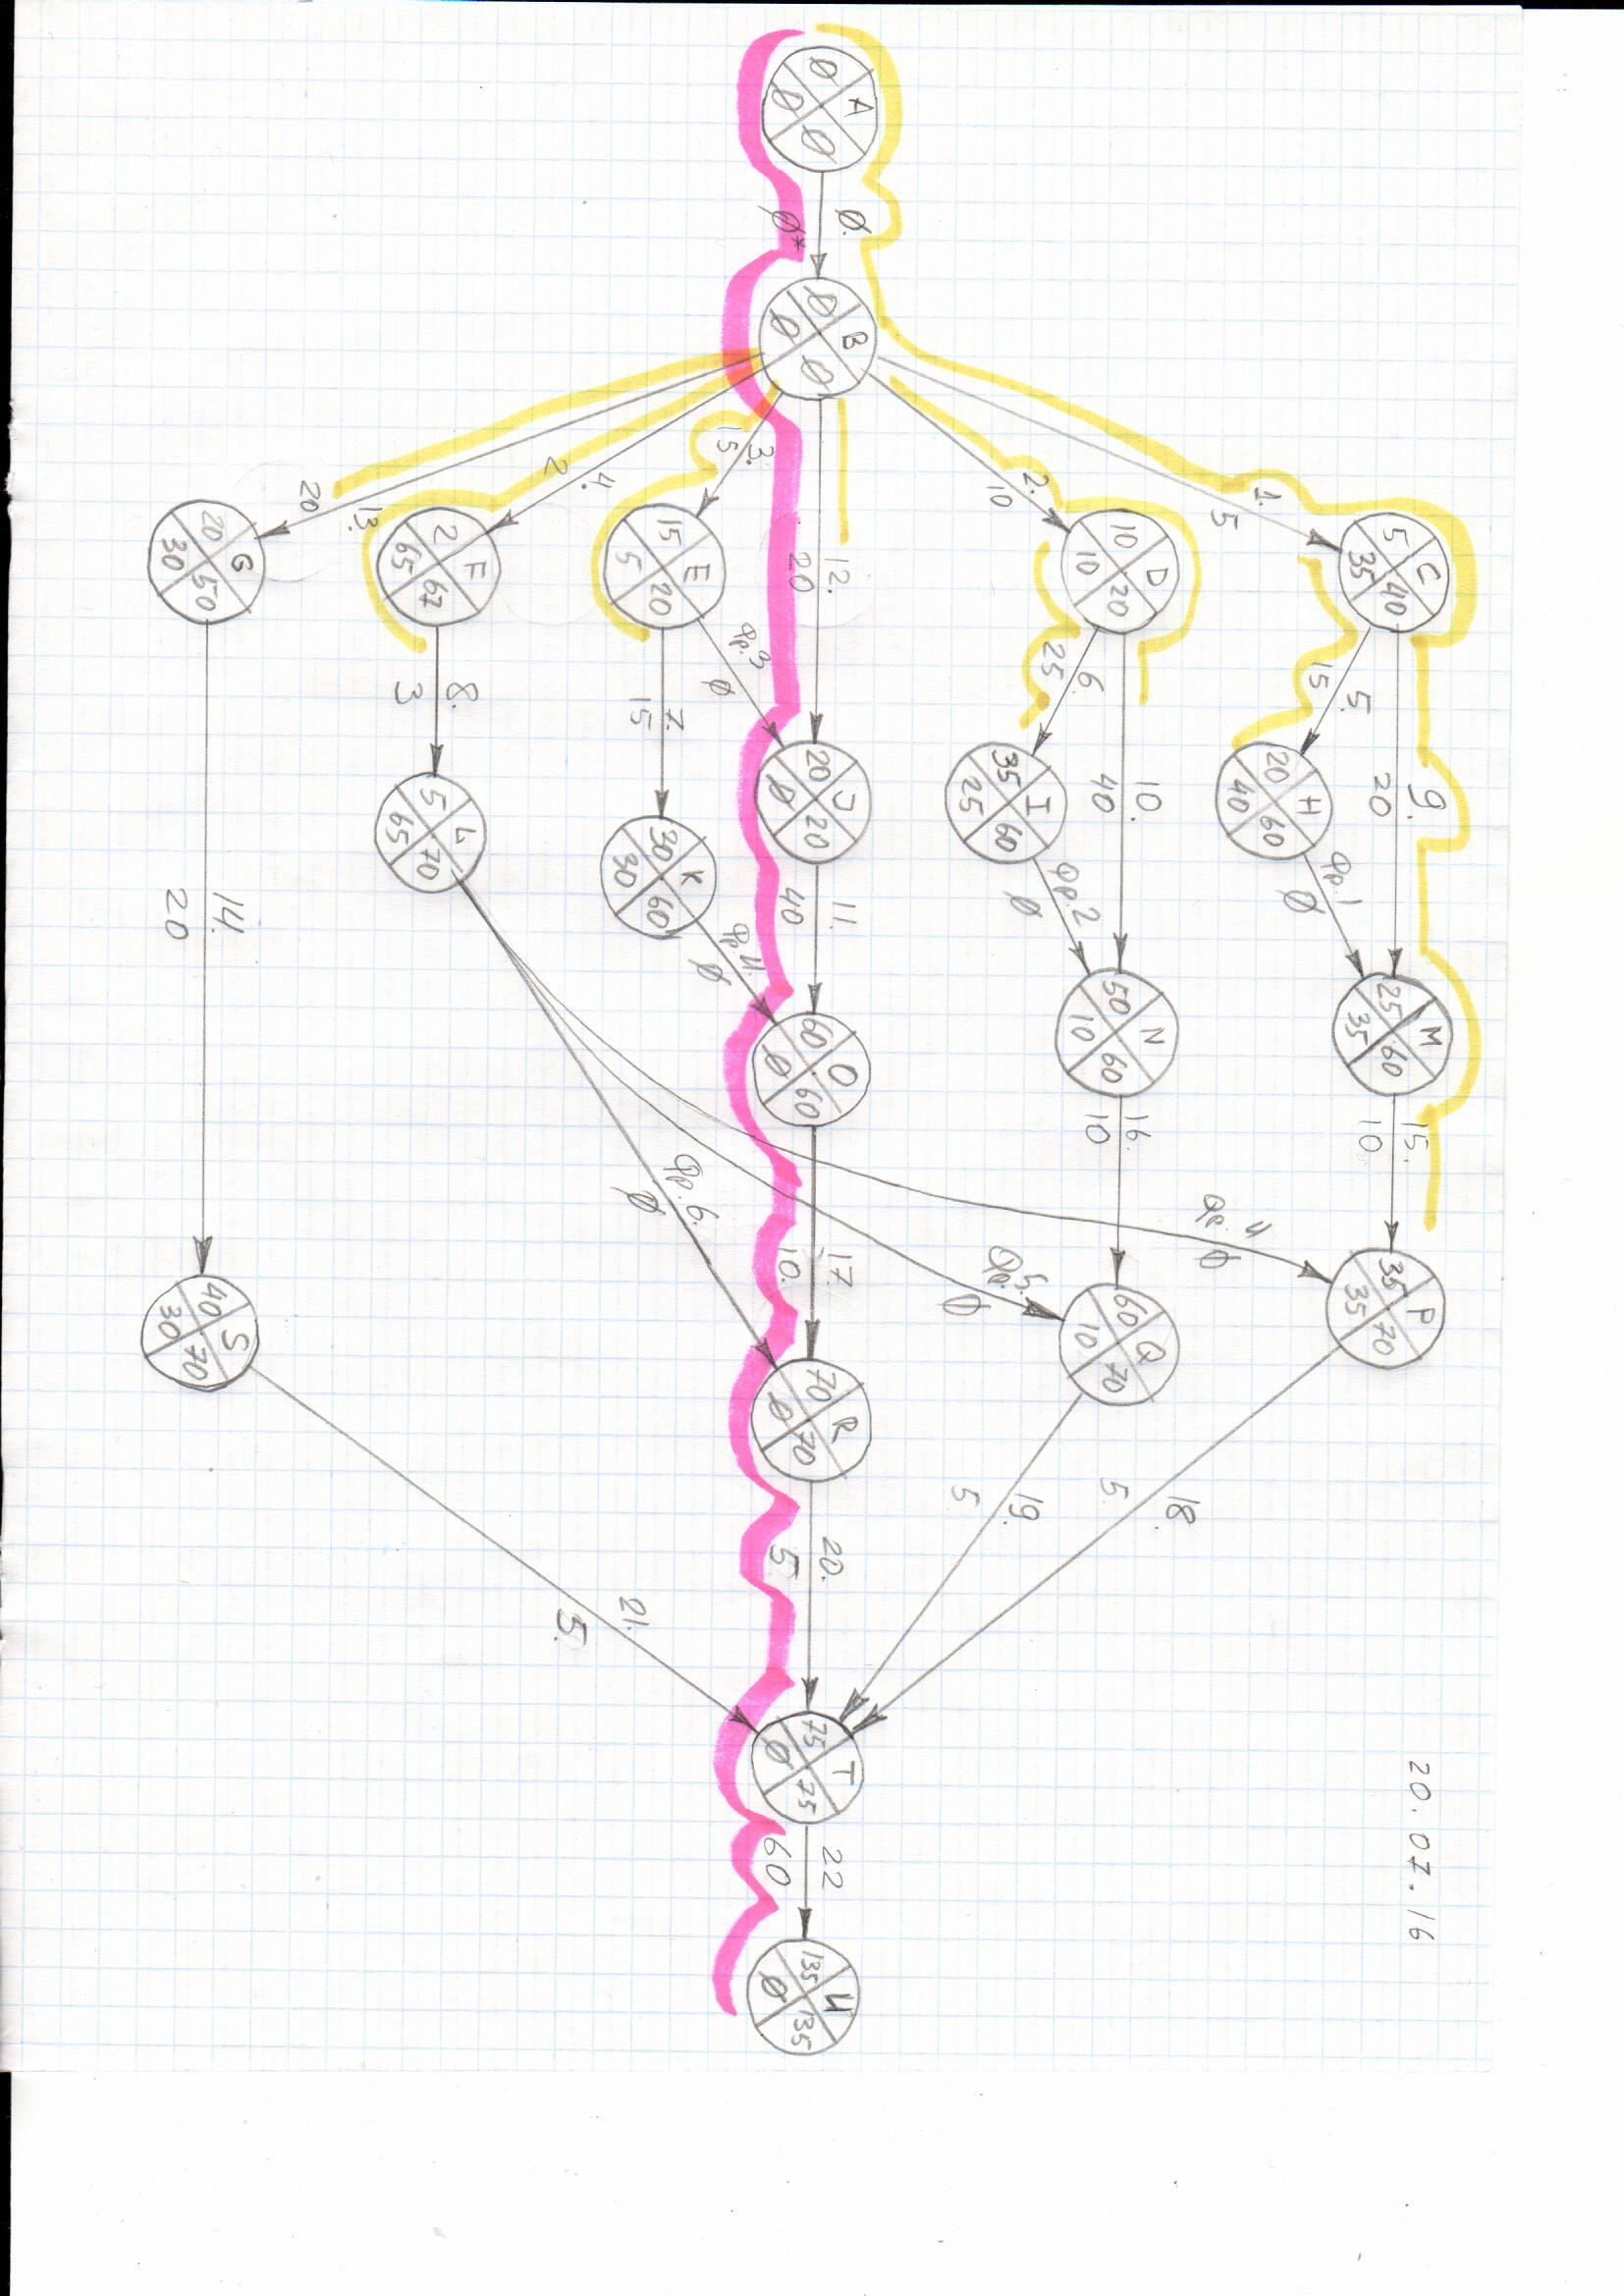 20.07.16
C
5 40
35
9.
20
M
25 60
35
15.
10
P
35 70
35
5.
15
Фр.1
Ø
H
20 60
40
1.
5
4
Ø
18.
5.
D
10 20
10
10.
40
N
50 60
10
16.
10
Q
60 70
10
6.
25
Фр.2
Ø
I
35 60
25
2.
10
5.
Ø
19.
5
A
Ø Ø
Ø
Ø.
Ø*
B
Ø Ø
Ø
12.
20
J
20 20
Ø
11.
40
O
60 60
Ø
17.
10.
R
70 70
Ø
20.
5
T
75 75
Ø
22
60
U
135 135
Ø
3.
15
Фр.3
Ø
Фр.4.
Ø
E
15 20
5
7.
15
K
30 60
30
Фр.6.
Ø
4.
2
21.
5.
F
2 67
65
8.
3
L
5 70
65
13.
20
G
20 50
30
14.
20
S
40 70
30